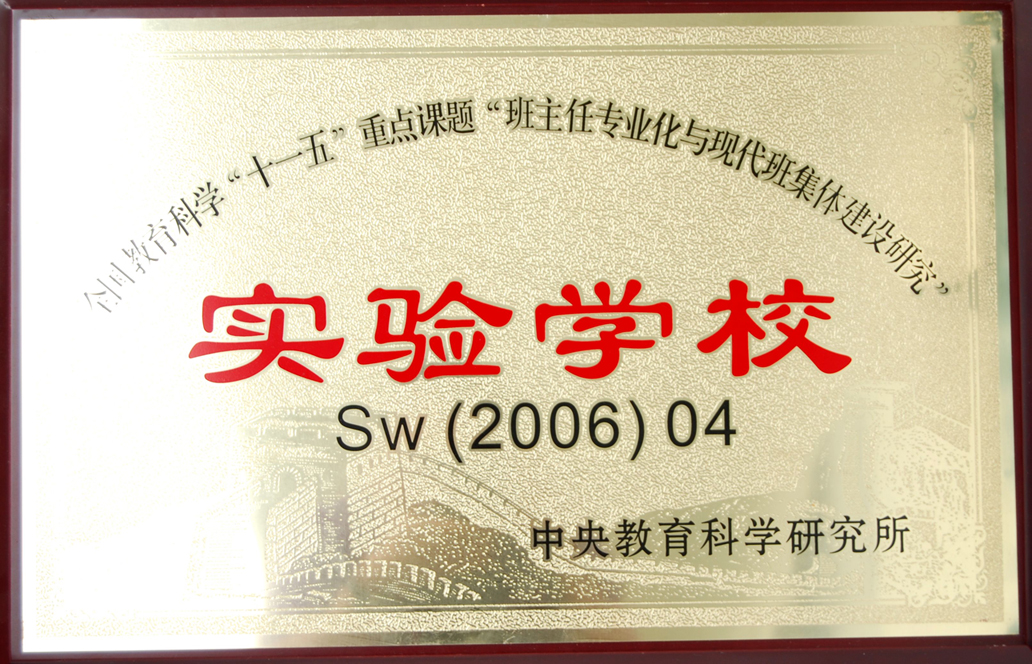 全国教育科学“十一五”重点课题“班主任专业化与现代班集体建设研究”
实验学校
Sw(2006)04
中央教育科学研究所